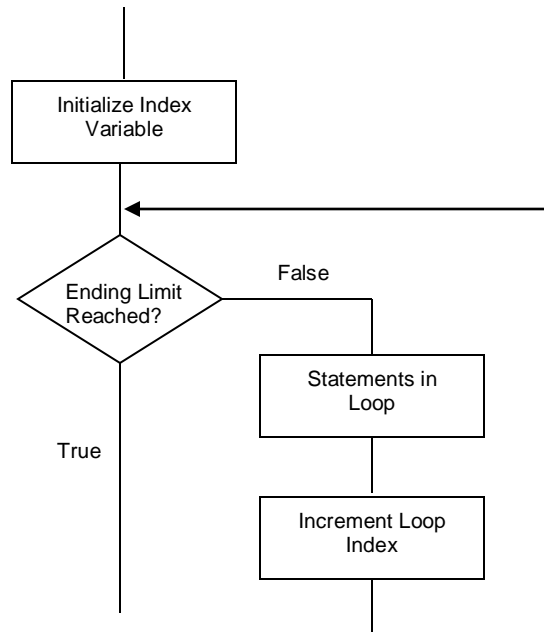 Initialize Index
Variable
False
Ending Limit
Reached?
Statements in
Loop
True
Increment Loop
Index